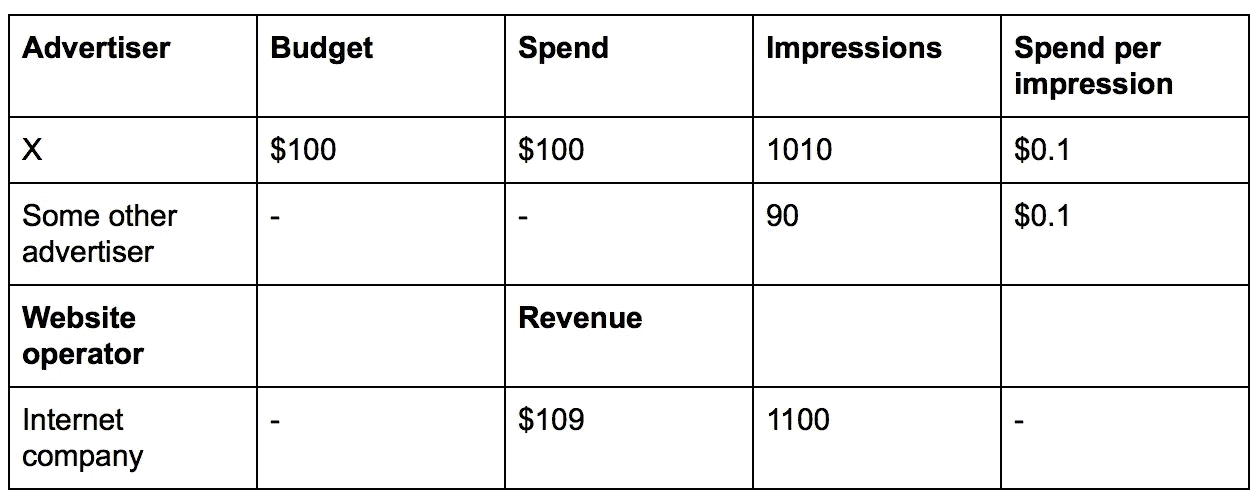 Advertiser Budget Spend Impressions Spend per
impression
X $100 $100 1010 $0.1
Some other - - 90 $0.1
advertiser
Website Revenue
operator
Internet - $109 1100 -
company